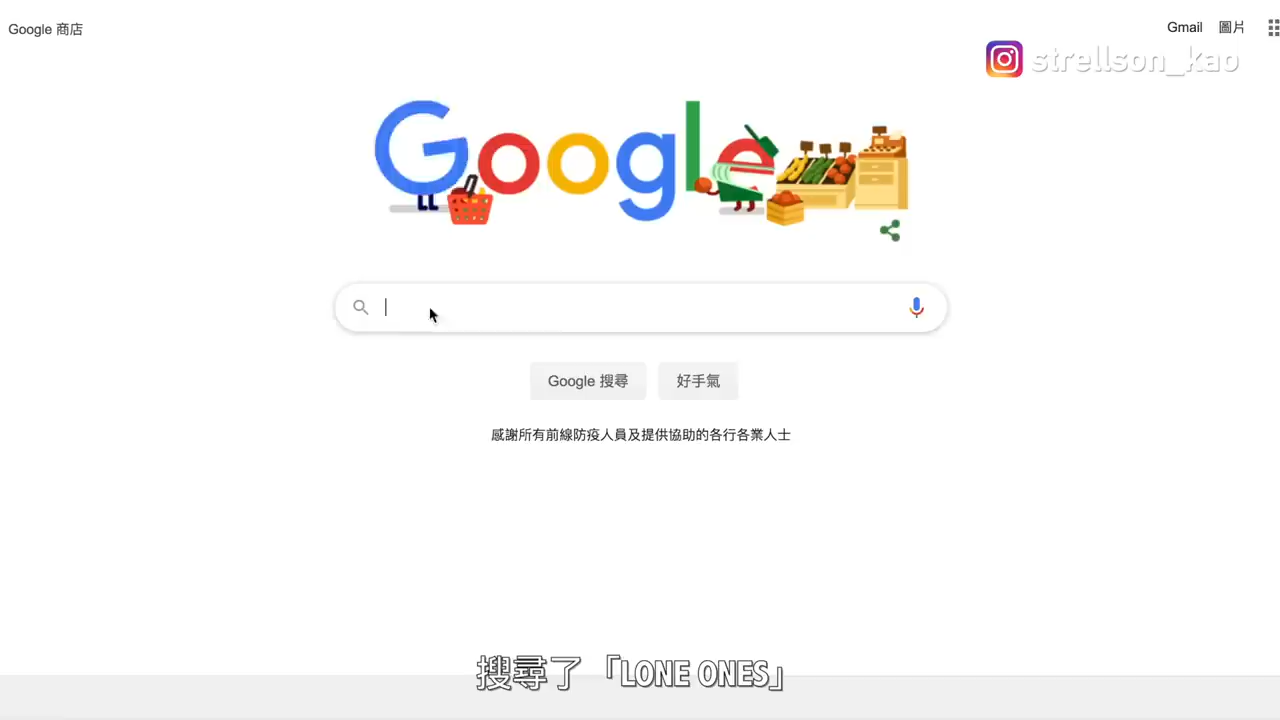 Google 商店
Gmail 圖片
strellson_kao
Google
Google 搜尋
好手氣
感謝所有前線防疫人員及提供協助的各行各業人士
搜尋了「LONE ONES」